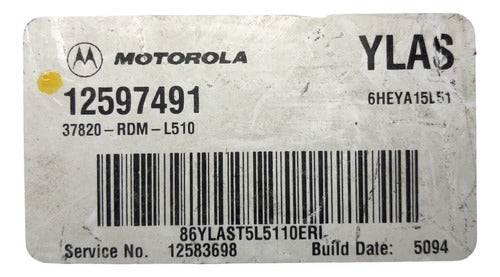 MOTOROLA YLAS
12597491 6HEYA15L51
37820-RDM-L510
86YLAST5L5110ERI
Service No. 12583698 Build Date: 5094